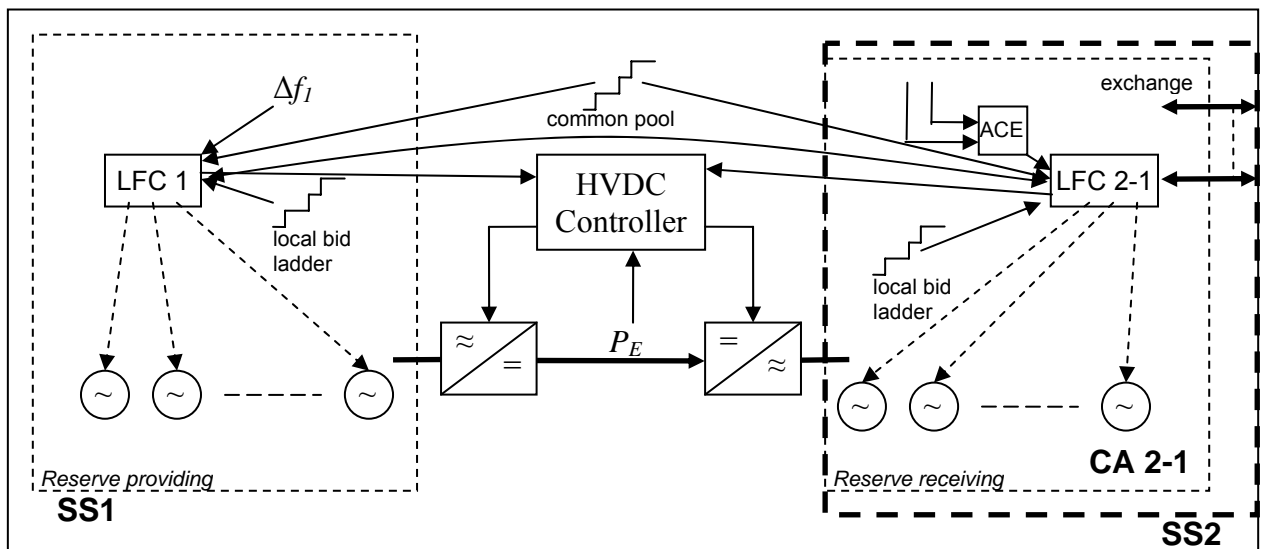 Δf₁
common pool
exchange
ACE
LFC 1
HVDC
Controller
LFC 2-1
local bid
ladder
local bid
ladder
≈
=
P_E
=
≈
~
~
~
~
~
~
CA 2-1
Reserve providing
Reserve receiving
SS1
SS2